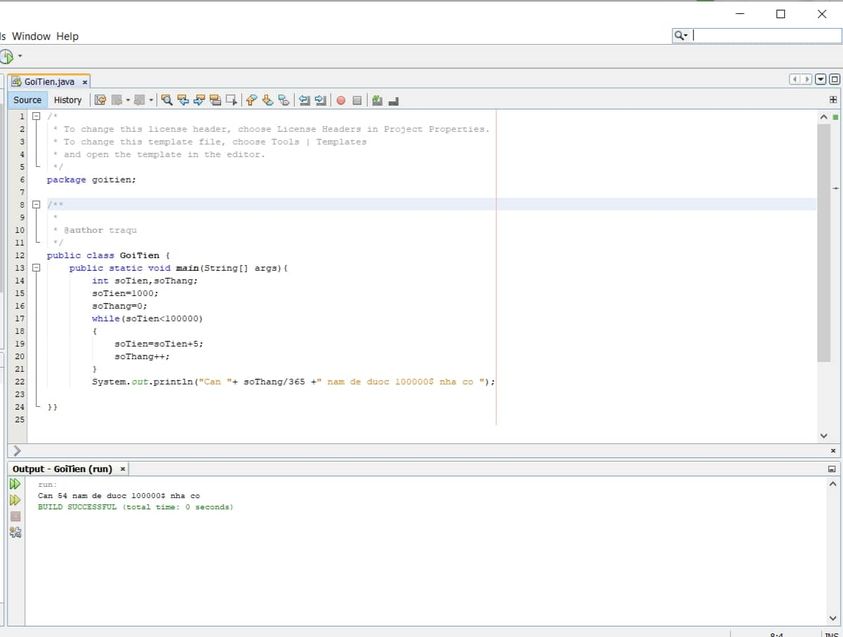 ls Window Help
GoiTien.java
Source History
1 /*
2 * To change this license header, choose License Headers in Project Properties.
3 * To change this template file, choose Tools | Templates
4 * and open the template in the editor.
5 */
6 package goitien;
7
8 /**
9 *
10 * @author traqu
11 */
12 public class GoiTien {
13 public static void main(String[] args){
14 int soTien,soThang;
15 soTien=1000;
16 soThang=0;
17 while(soTien<100000)
18 {
19 soTien=soTien+5;
20 soThang++;
21 }
22 System.out.println("Can "+ soThang/365 +" nam de duoc 100000$ nha co ");
23
24 }}
25
Output - GoiTien (run)
run:
Can 54 nam de duoc 100000$ nha co
BUILD SUCCESSFUL (total time: 0 seconds)
8:4 INS